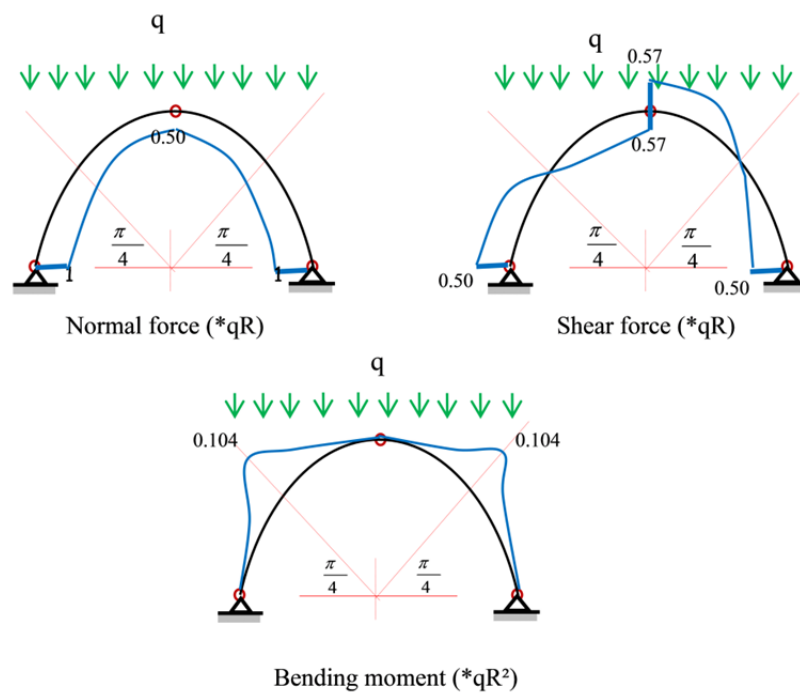 q
q
0.57
0.50
0.57
π/4
π/4
π/4
π/4
1
1
0.50
0.50
Normal force (*qR)
Shear force (*qR)
q
0.104
0.104
π/4
π/4
Bending moment (*qR²)